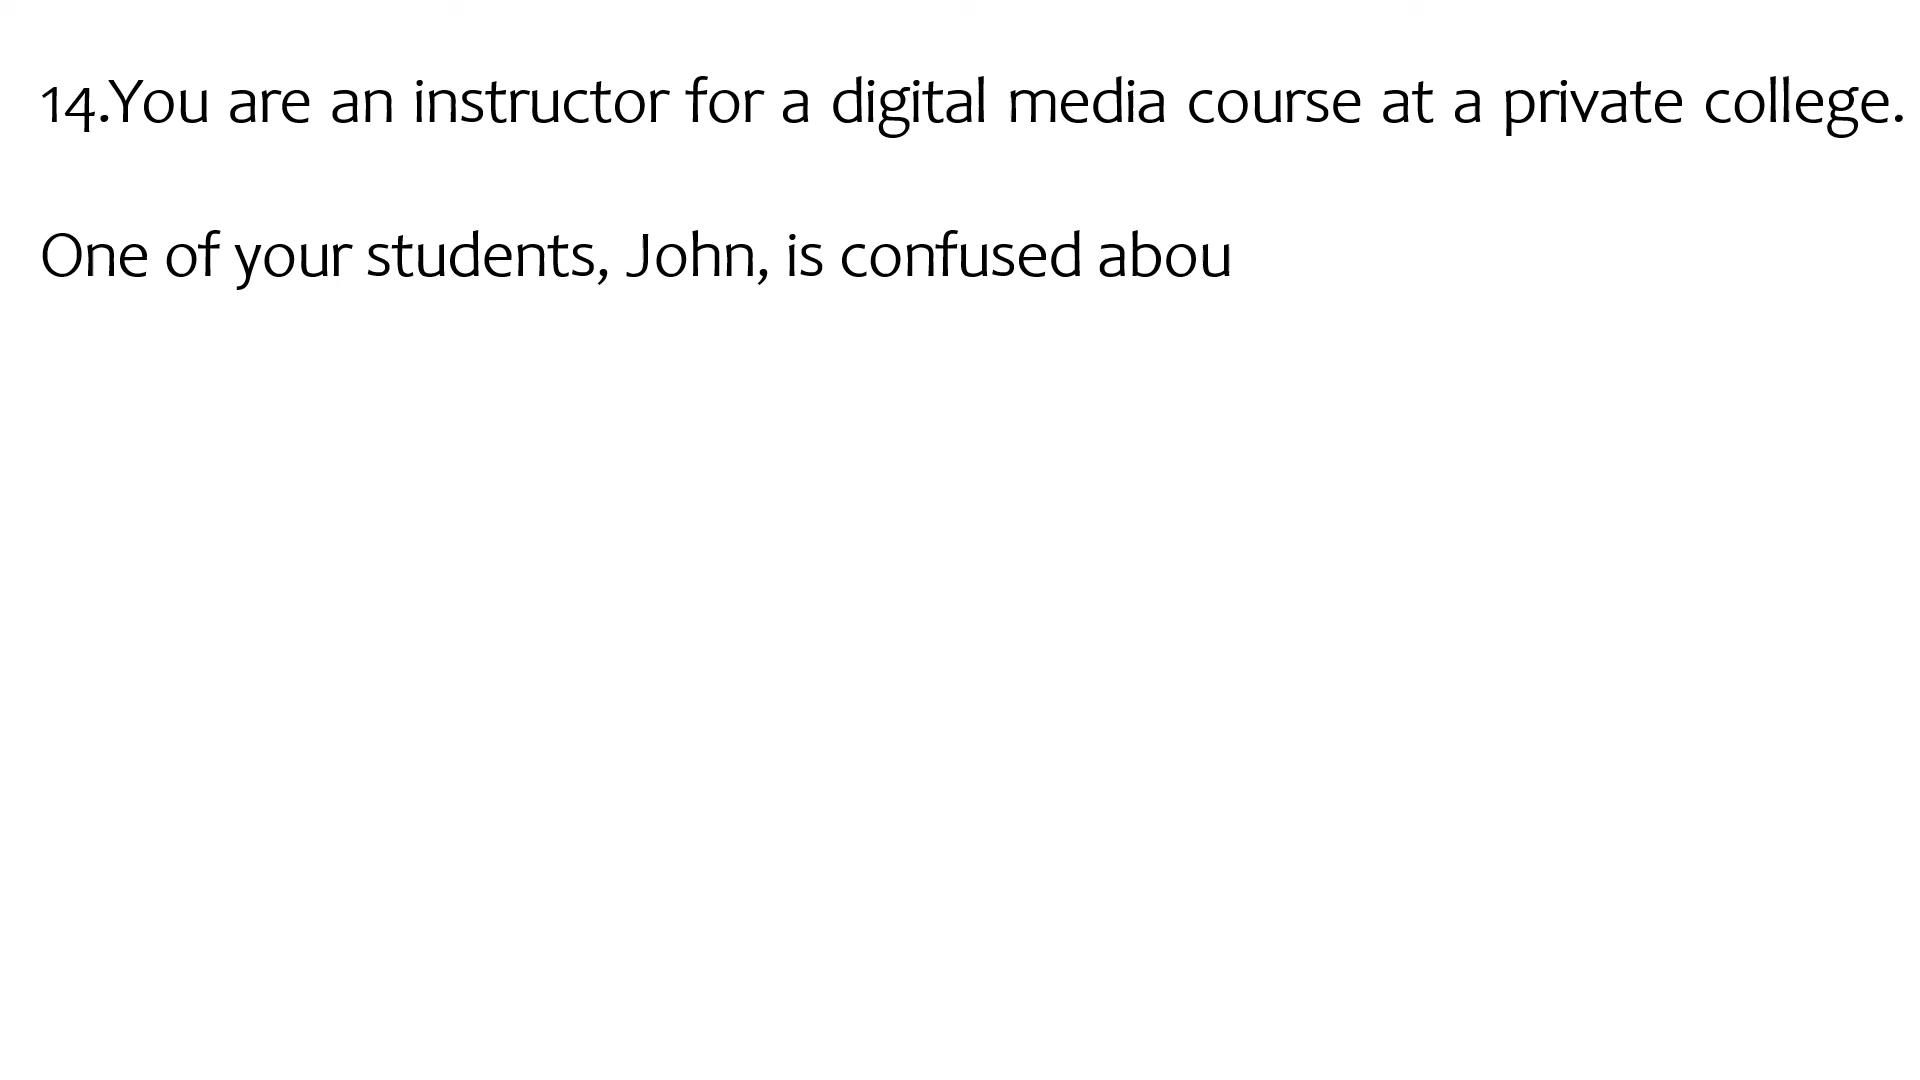 14.You are an instructor for a digital media course at a private college.
One of your students, John, is confused abou